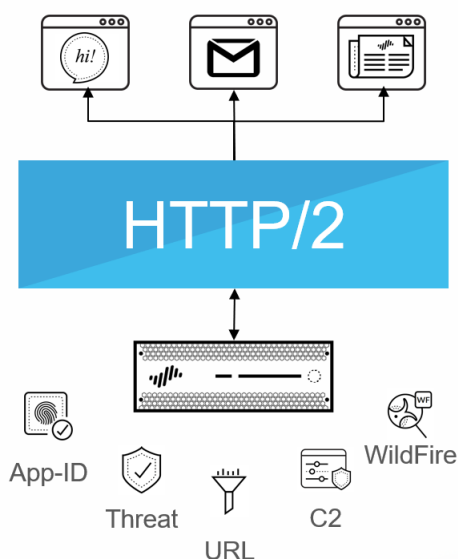 hi!
HTTP/2
App-ID
Threat
URL
C2
WF
WildFire